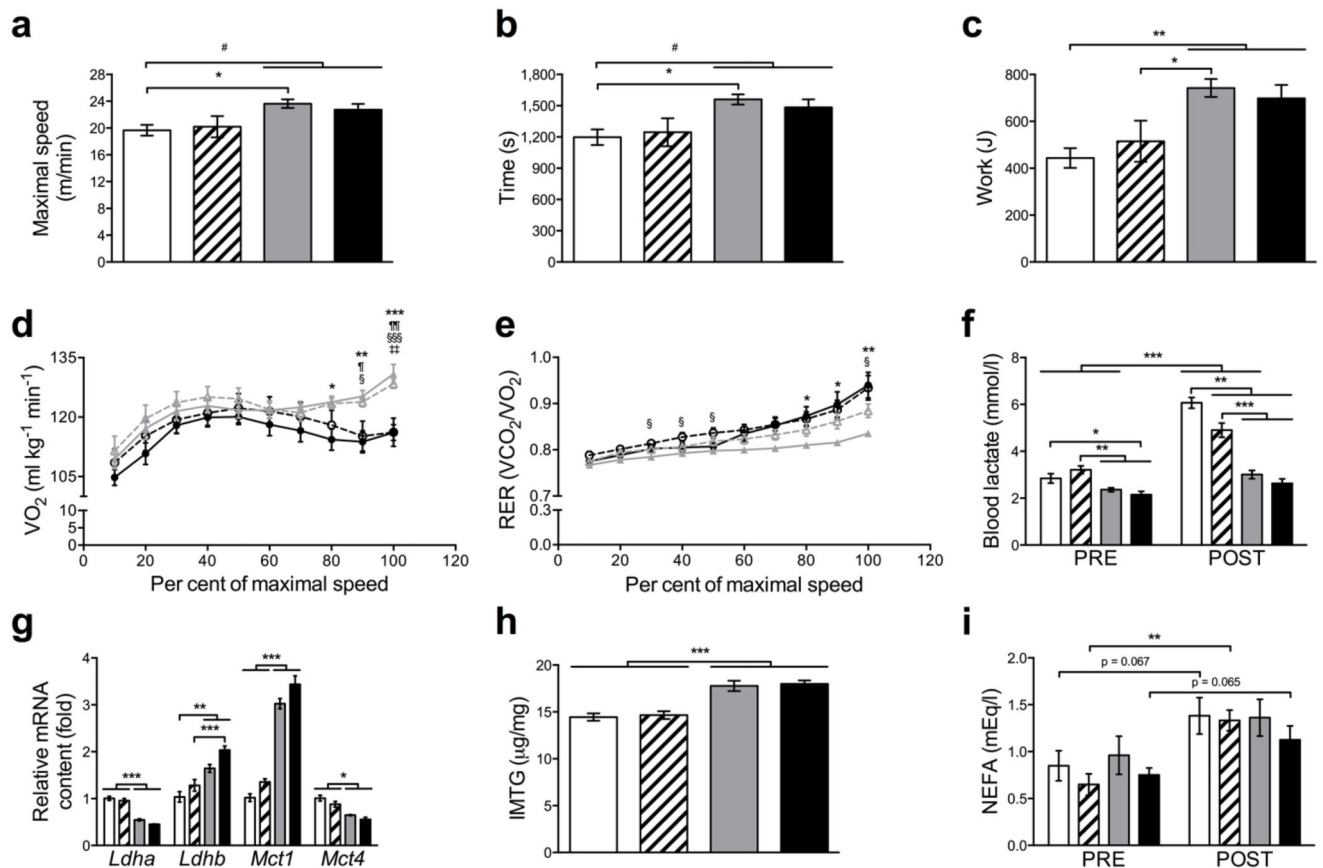 a
#
*
28
24
20
16
12
8
4
0
Maximal speed
(m/min)
b
#
*
1,800
1,500
1,200
900
600
300
0
Time (s)
c
**
*
800
600
400
200
0
Work (J)
d
135
120
105
10
5
0
VO2 (ml kg−1 min−1)
*
**
¶
§
***
¶¶
§§§
‡‡
0 20 40 60 80 100 120
Per cent of maximal speed
e
1.0
0.9
0.8
0.7
0.3
0.0
RER (VCO2/VO2)
§ § §
* *
**
§
0 20 40 60 80 100 120
Per cent of maximal speed
f
8
6
4
2
0
Blood lactate (mmol/l)
***
**
***
*
**
PRE POST
g
4
3
2
1
0
Relative mRNA
content (fold)
***
**
***
***
*
Ldha Ldhb Mct1 Mct4
h
20
15
10
5
0
IMTG (µg/mg)
***
i
2.0
1.5
1.0
0.5
0.0
NEFA (mEq/l)
**
p = 0.067
p = 0.065
PRE POST